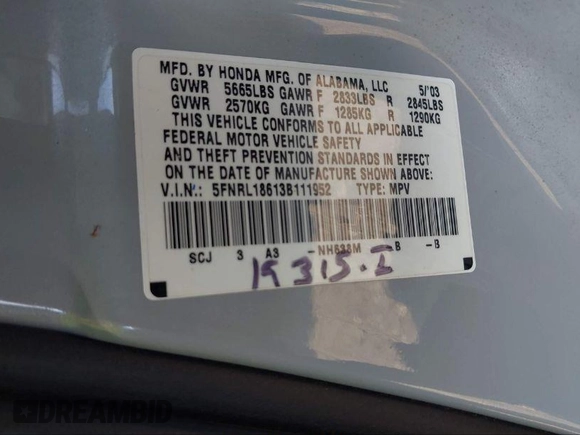 MFD. BY HONDA MFG. OF ALABAMA, LLC 5/'03
GVWR 5665LBS GAWR F 2833LBS R 2845LBS
GVWR 2570KG GAWR F 1285KG R 1290KG
THIS VEHICLE CONFORMS TO ALL APPLICABLE
FEDERAL MOTOR VEHICLE SAFETY
AND THEFT PREVENTION STANDARDS IN EFFECT
ON THE DATE OF MANUFACTURE SHOWN ABOVE:
V.I.N.: 5FNRL18613B111952 TYPE: MPV
SCJ 3 A3 -NH638M B -B
DREAMBID